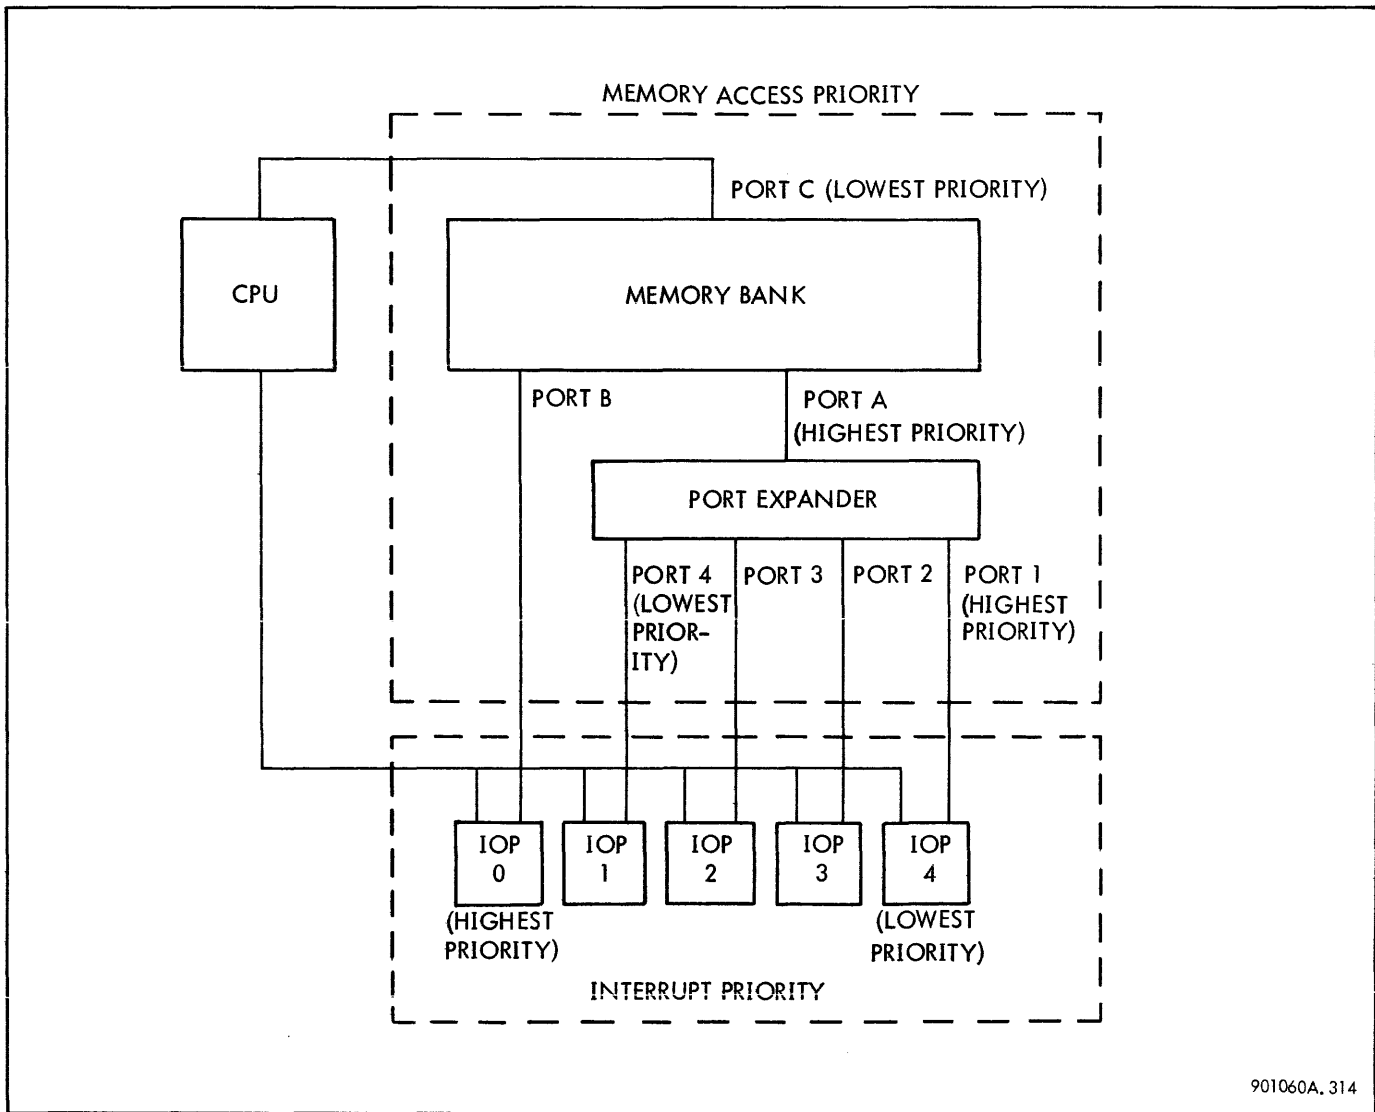 MEMORY ACCESS PRIORITY
PORT C (LOWEST PRIORITY)
CPU
MEMORY BANK
PORT B
PORT A
(HIGHEST PRIORITY)
PORT EXPANDER
PORT 4
(LOWEST
PRIOR-
ITY)
PORT 3
PORT 2
PORT 1
(HIGHEST
PRIORITY)
IOP
0
IOP
1
IOP
2
IOP
3
IOP
4
(HIGHEST
PRIORITY)
(LOWEST
PRIORITY)
INTERRUPT PRIORITY
901060A. 314